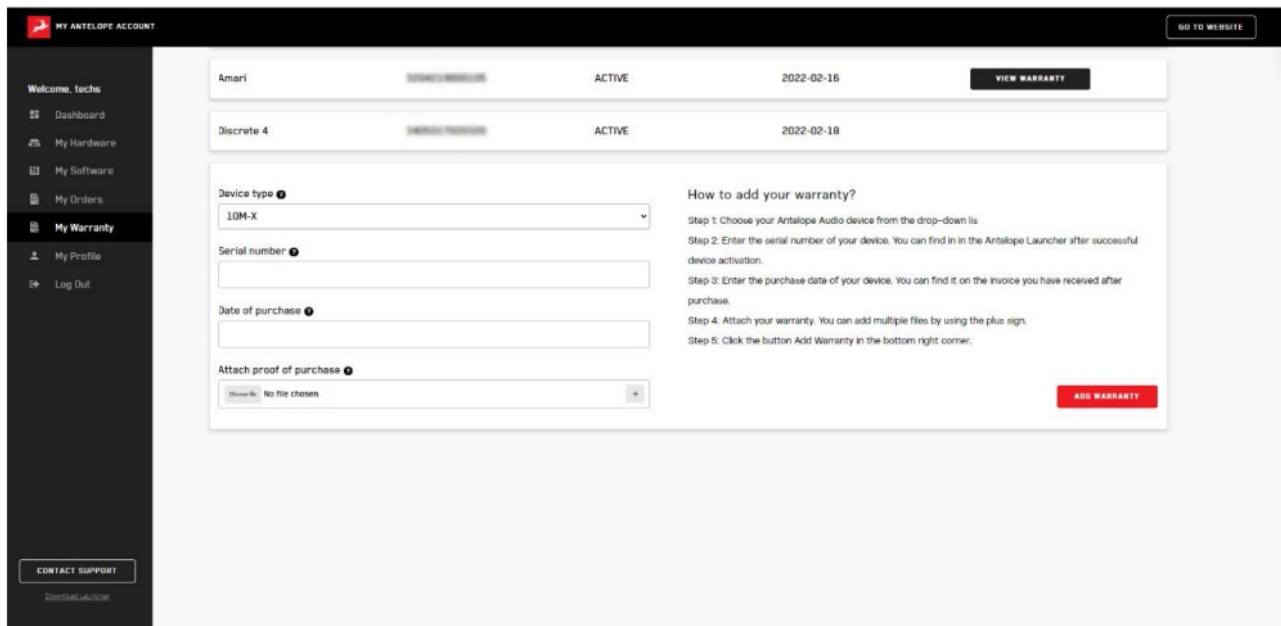 MY ANTELOPE ACCOUNT
GO TO WEBSITE
Welcome, techs
Dashboard
My Hardware
My Software
My Orders
My Warranty
My Profile
Log Out
CONTACT SUPPORT
Download Launcher
Amari ACTIVE 2022-02-16 VIEW WARRANTY
Discrete 4 ACTIVE 2022-02-18
Device type
10M-X
Serial number
Date of purchase
Attach proof of purchase
Choose file No file chosen +
How to add your warranty?
Step 1: Choose your Antelope Audio device from the drop-down lis
Step 2: Enter the serial number of your device. You can find in in the Antelope Launcher after successful
device activation.
Step 3: Enter the purchase date of your device. You can find it on the invoice you have received after
purchase.
Step 4: Attach your warranty. You can add multiple files by using the plus sign.
Step 5: Click the button Add Warranty in the bottom right corner.
ADD WARRANTY